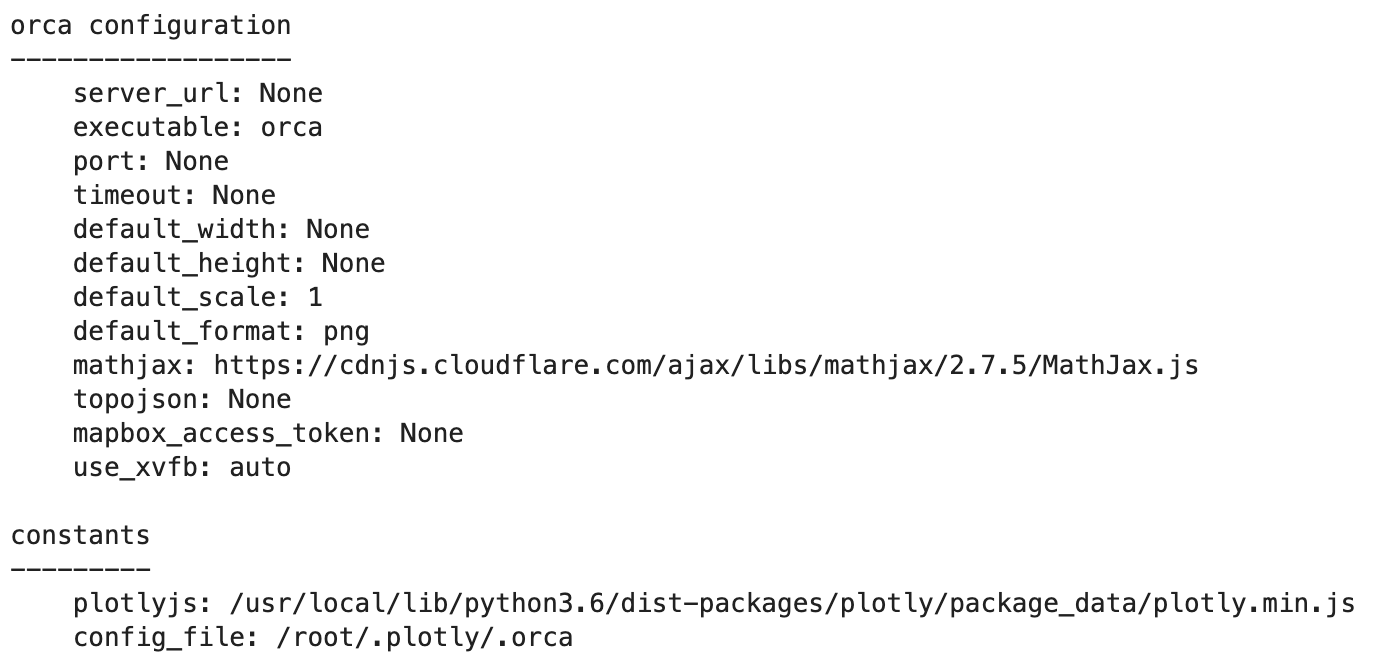 orca configuration
------------------
    server_url: None
    executable: orca
    port: None
    timeout: None
    default_width: None
    default_height: None
    default_scale: 1
    default_format: png
    mathjax: https://cdnjs.cloudflare.com/ajax/libs/mathjax/2.7.5/MathJax.js
    topojson: None
    mapbox_access_token: None
    use_xvfb: auto

constants
---------
    plotlyjs: /usr/local/lib/python3.6/dist-packages/plotly/package_data/plotly.min.js
    config_file: /root/.plotly/.orca